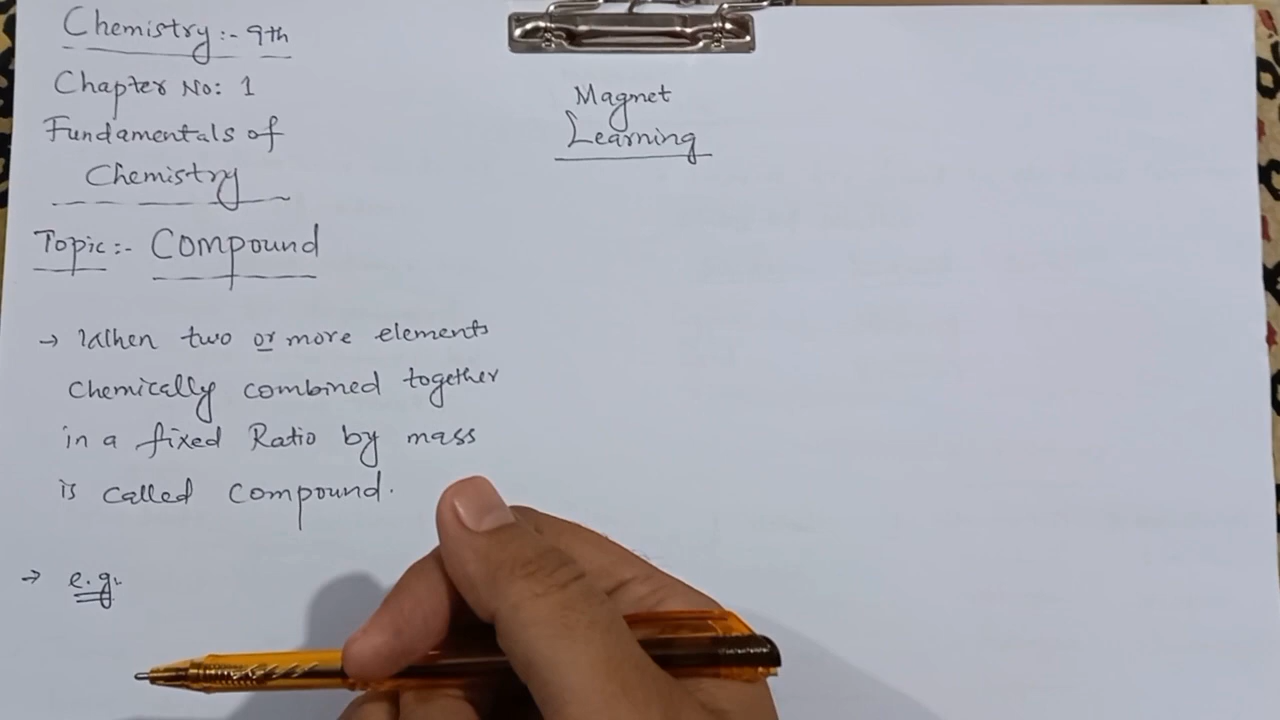 Chemistry :- 9th
Chapter No: 1
Fundamentals of
Chemistry
Topic :- Compound
Magnet
Learning
→ When two or more elements
Chemically combined together
in a fixed Ratio by mass
is called Compound.
→ e.g.